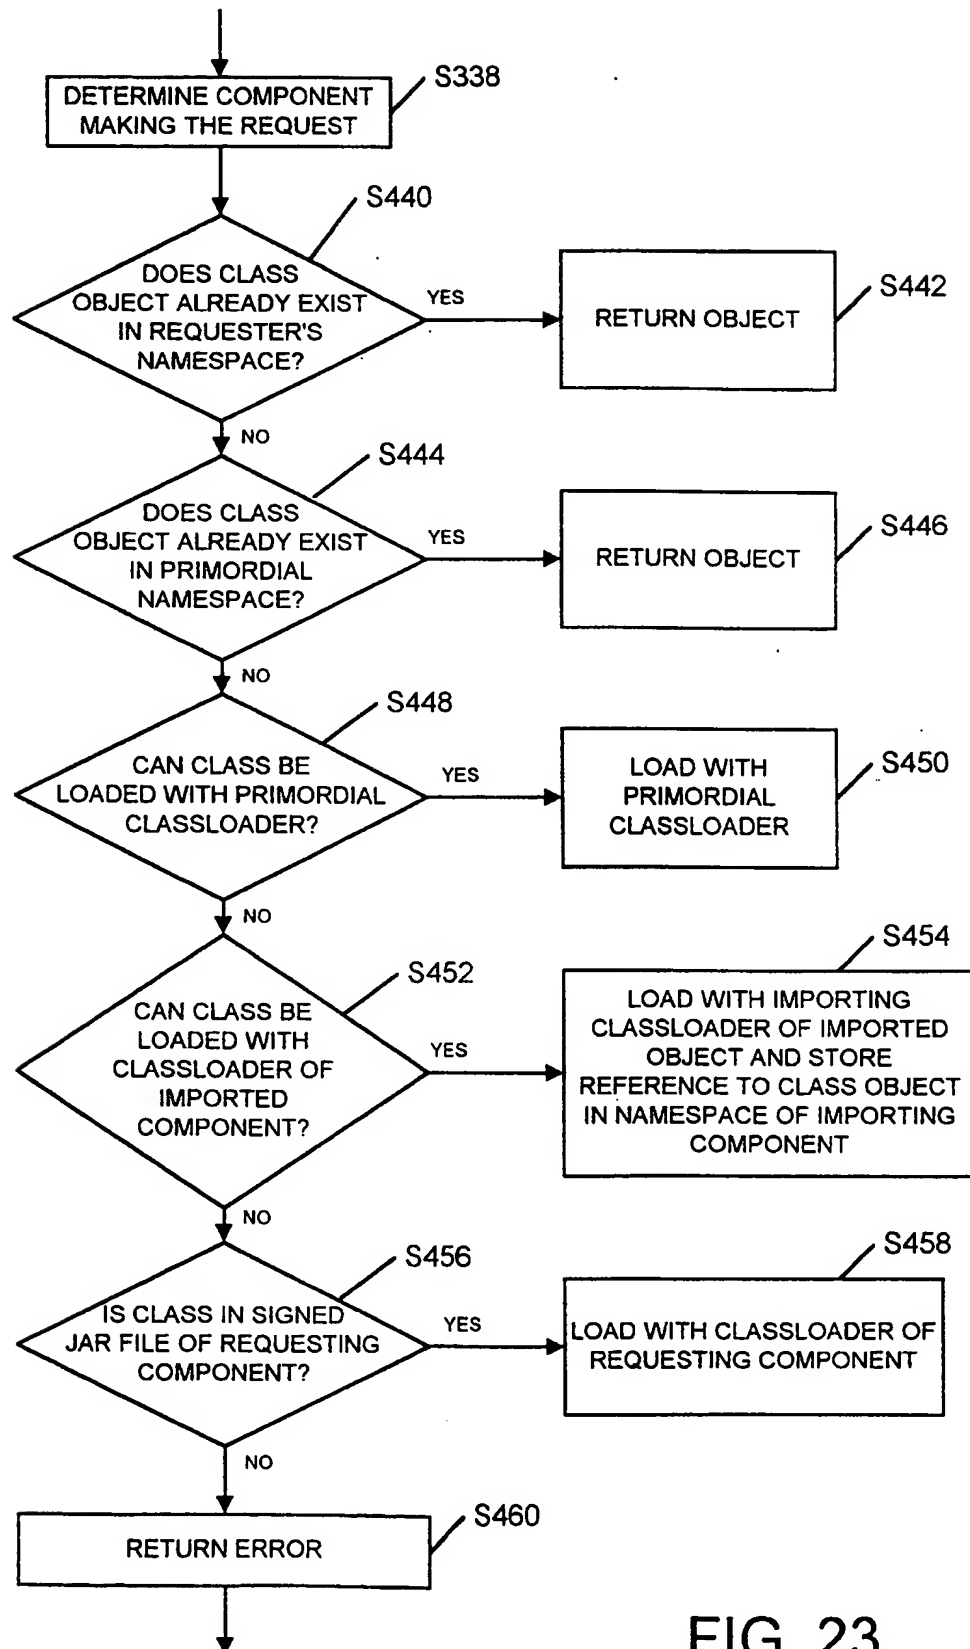 S338
DETERMINE COMPONENT
MAKING THE REQUEST
S440
DOES CLASS
OBJECT ALREADY EXIST
IN REQUESTER'S
NAMESPACE?
YES
S442
RETURN OBJECT
NO
S444
DOES CLASS
OBJECT ALREADY EXIST
IN PRIMORDIAL
NAMESPACE?
YES
S446
RETURN OBJECT
NO
S448
CAN CLASS BE
LOADED WITH PRIMORDIAL
CLASSLOADER?
YES
S450
LOAD WITH
PRIMORDIAL
CLASSLOADER
NO
S452
CAN CLASS BE
LOADED WITH
CLASSLOADER OF
IMPORTED
COMPONENT?
YES
S454
LOAD WITH IMPORTING
CLASSLOADER OF IMPORTED
OBJECT AND STORE
REFERENCE TO CLASS OBJECT
IN NAMESPACE OF IMPORTING
COMPONENT
NO
S456
IS CLASS IN SIGNED
JAR FILE OF REQUESTING
COMPONENT?
YES
S458
LOAD WITH CLASSLOADER OF
REQUESTING COMPONENT
NO
S460
RETURN ERROR
FIG. 23